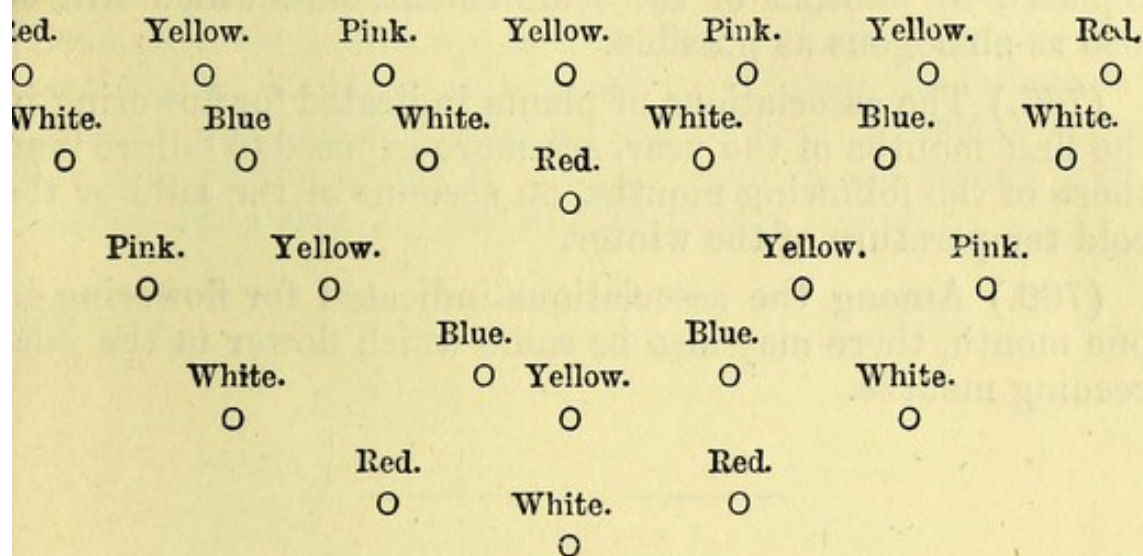 Red. Yellow. Pink. Yellow. Pink. Yellow. Red.
White. Blue White. White. Blue. White.
Red.
Pink. Yellow. Yellow. Pink.
Blue. Blue.
White. Yellow. White.
Red. Red.
White.